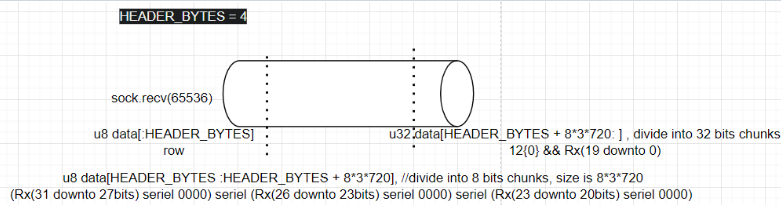 HEADER_BYTES = 4
sock.recv(65536)
u8 data[:HEADER_BYTES]
row
u32 data[HEADER_BYTES + 8*3*720: ] , divide into 32 bits chunks
12{0} && Rx(19 downto 0)
u8 data[HEADER_BYTES :HEADER_BYTES + 8*3*720], //divide into 8 bits chunks, size is 8*3*720
(Rx(31 downto 27bits) seriel 0000) seriel (Rx(26 downto 23bits) seriel 0000) seriel (Rx(23 downto 20bits) seriel 0000)